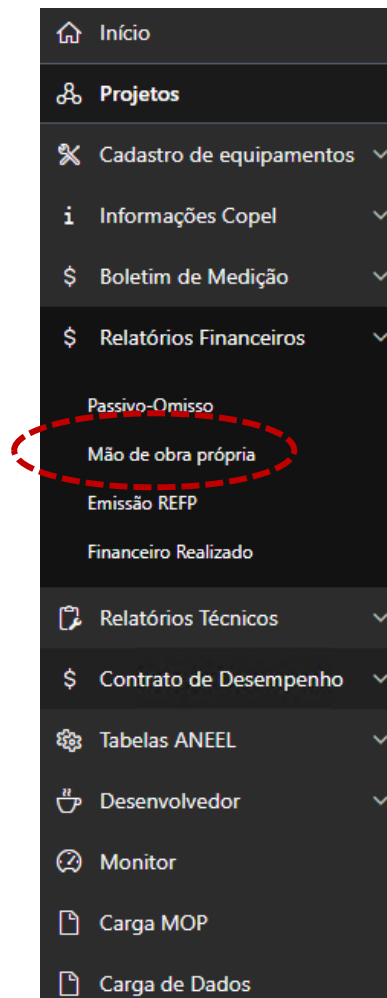 Início
Projetos
Cadastro de equipamentos
i Informações Copel
$ Boletim de Medição
$ Relatórios Financeiros
Passivo-Omisso
Mão de obra própria
Emissão REFP
Financeiro Realizado
Relatórios Técnicos
$ Contrato de Desempenho
Tabelas ANEEL
Desenvolvedor
Monitor
Carga MOP
Carga de Dados